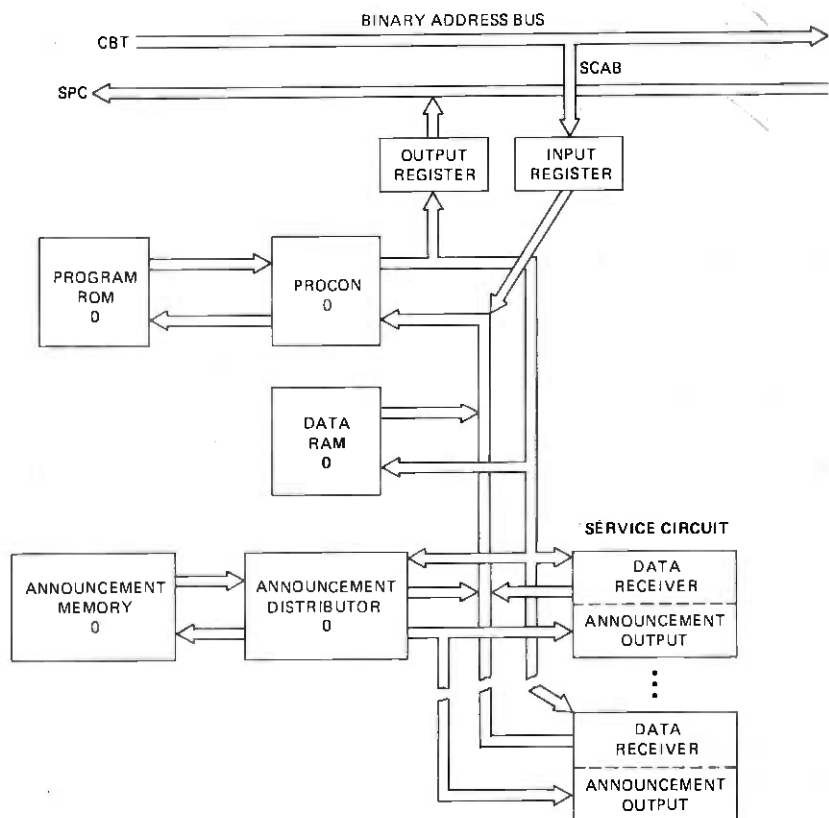 BINARY ADDRESS BUS
CBT
SCAB
SPC
OUTPUT
REGISTER
INPUT
REGISTER
PROGRAM
ROM
0
PROCON
0
DATA
RAM
0
SERVICE CIRCUIT
ANNOUNCEMENT
MEMORY
0
ANNOUNCEMENT
DISTRIBUTOR
0
DATA
RECEIVER
ANNOUNCEMENT
OUTPUT
DATA
RECEIVER
ANNOUNCEMENT
OUTPUT